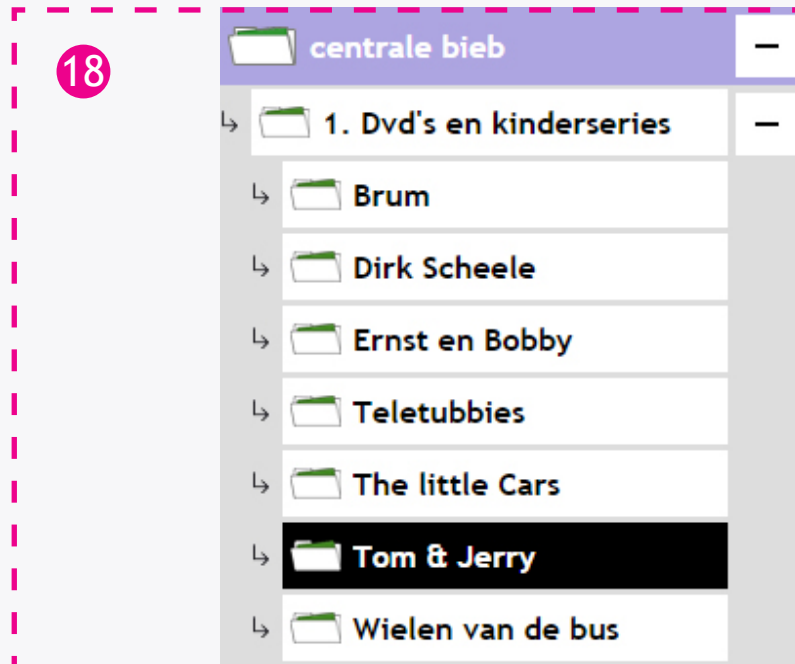 18
centrale bieb
1. Dvd's en kinderseries
Brum
Dirk Scheele
Ernst en Bobby
Teletubbies
The little Cars
Tom & Jerry
Wielen van de bus